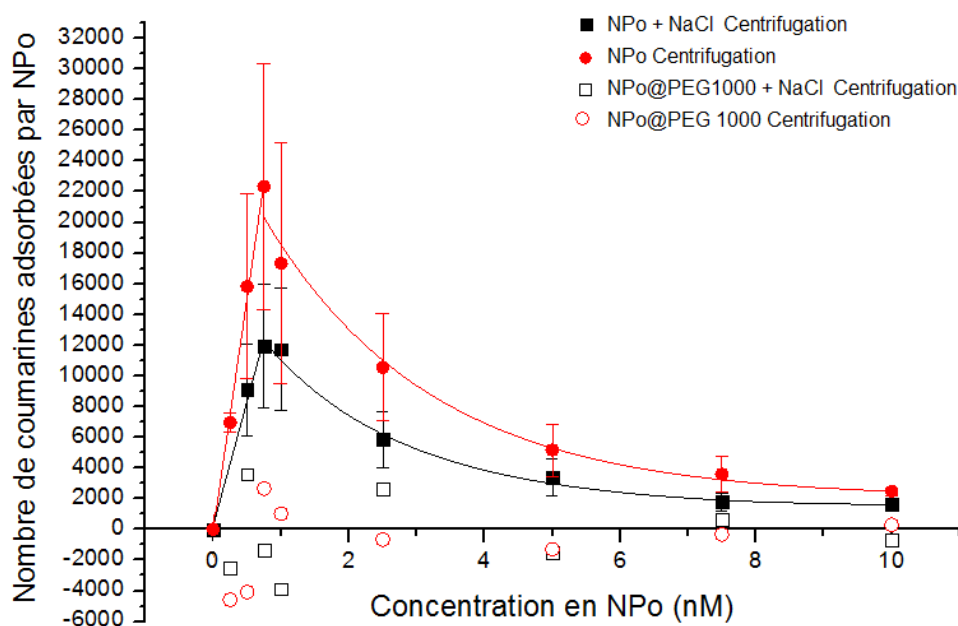 Nombre de coumarines adsorbées par NPo
32000
30000
28000
26000
24000
22000
20000
18000
16000
14000
12000
10000
8000
6000
4000
2000
0
-2000
-4000
-6000
NPo + NaCl Centrifugation
NPo Centrifugation
NPo@PEG1000 + NaCl Centrifugation
NPo@PEG 1000 Centrifugation
0 2 4 6 8 10
Concentration en NPo (nM)